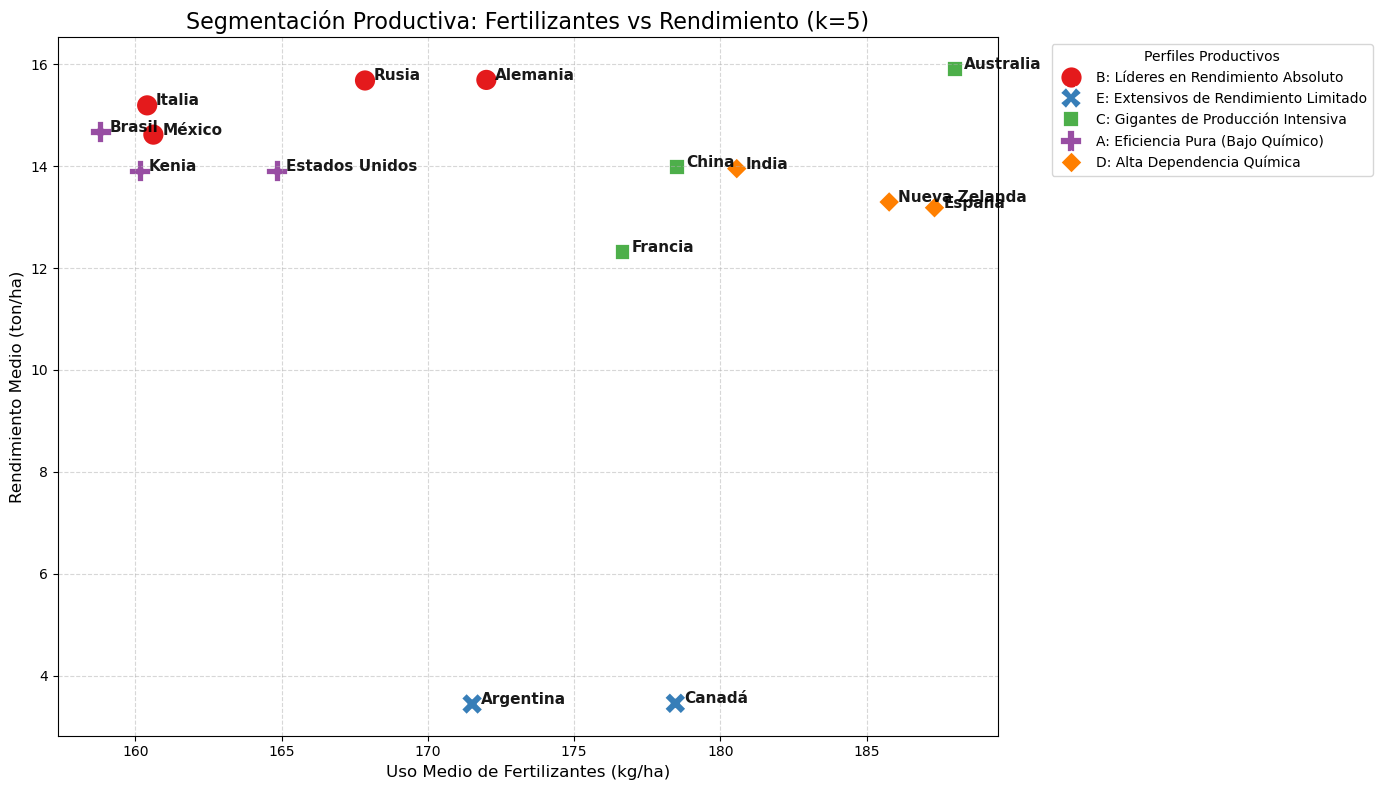 Segmentación Productiva: Fertilizantes vs Rendimiento (k=5)
Rendimiento Medio (ton/ha)
16
14
12
10
8
6
4
Australia
Rusia
Alemania
Italia
Brasil
México
Kenia
Estados Unidos
China
India
Nueva Zelanda
España
Francia
Argentina
Canadá
160
165
170
175
180
185
Uso Medio de Fertilizantes (kg/ha)
Perfiles Productivos
B: Líderes en Rendimiento Absoluto
E: Extensivos de Rendimiento Limitado
C: Gigantes de Producción Intensiva
A: Eficiencia Pura (Bajo Químico)
D: Alta Dependencia Química